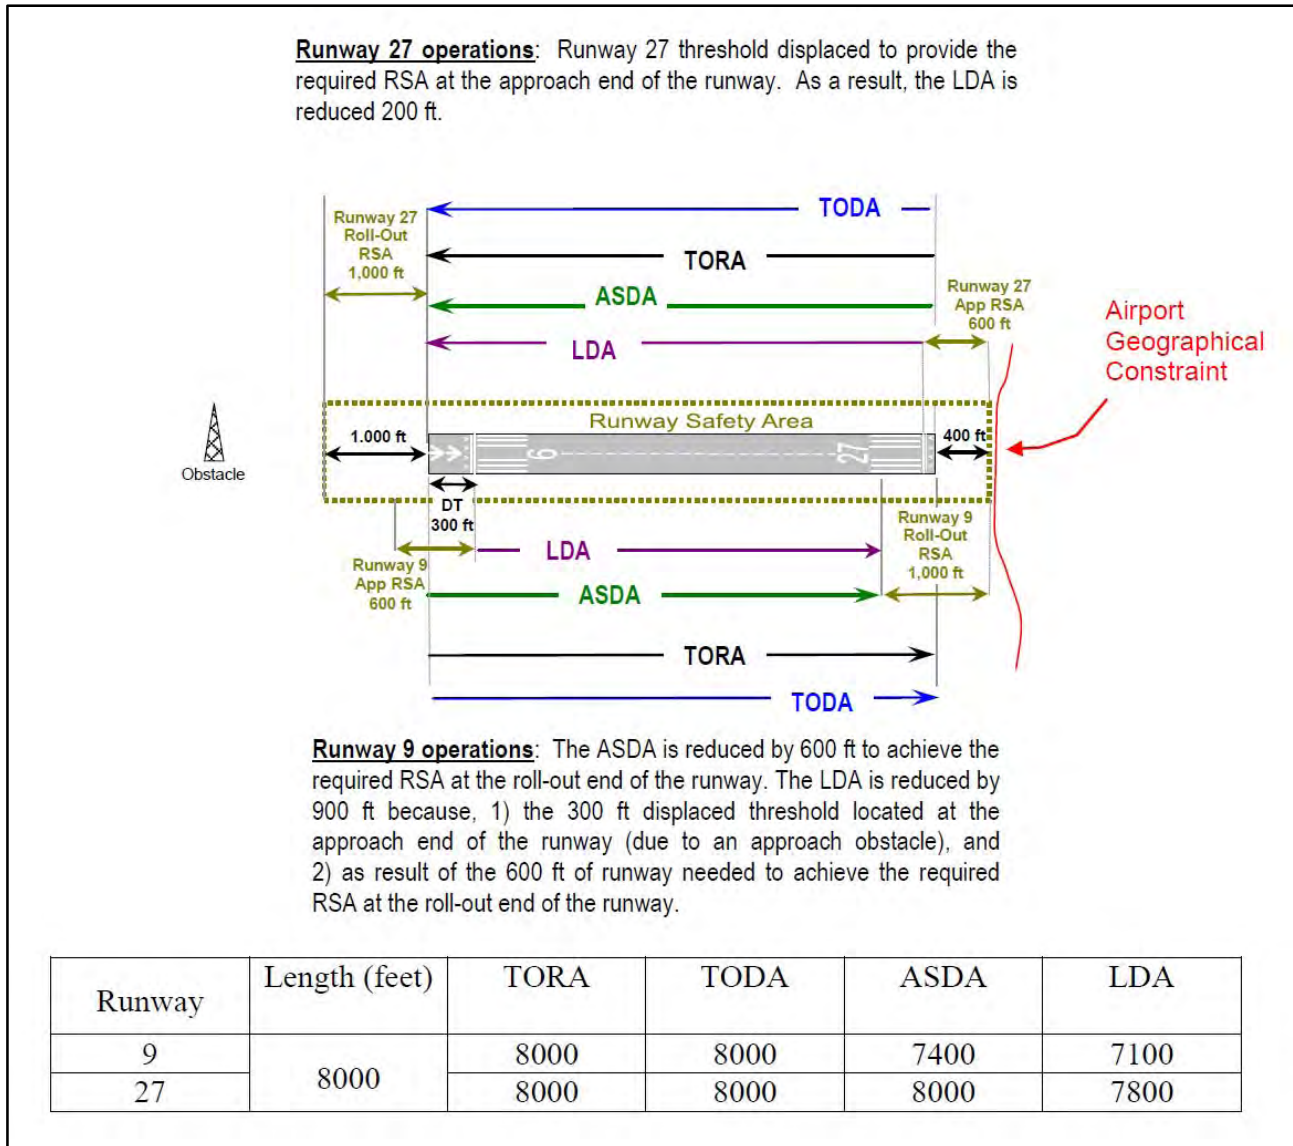 Runway 27 operations: Runway 27 threshold displaced to provide the
required RSA at the approach end of the runway. As a result, the LDA is
reduced 200 ft.
TODA
Runway 27
Roll-Out
RSA
1,000 ft
TORA
ASDA
Runway 27
App RSA
600 ft
LDA
Airport
Geographical
Constraint
Runway Safety Area
1.000 ft
400 ft
9
27
Obstacle
DT
300 ft
Runway 9
Roll-Out
RSA
1,000 ft
LDA
Runway 9
App RSA
600 ft
ASDA
TORA
TODA
Runway 9 operations: The ASDA is reduced by 600 ft to achieve the
required RSA at the roll-out end of the runway. The LDA is reduced by
900 ft because, 1) the 300 ft displaced threshold located at the
approach end of the runway (due to an approach obstacle), and
2) as result of the 600 ft of runway needed to achieve the required
RSA at the roll-out end of the runway.
Runway Length (feet) TORA TODA ASDA LDA
9 8000 8000 8000 7400 7100
27 8000 8000 8000 7800